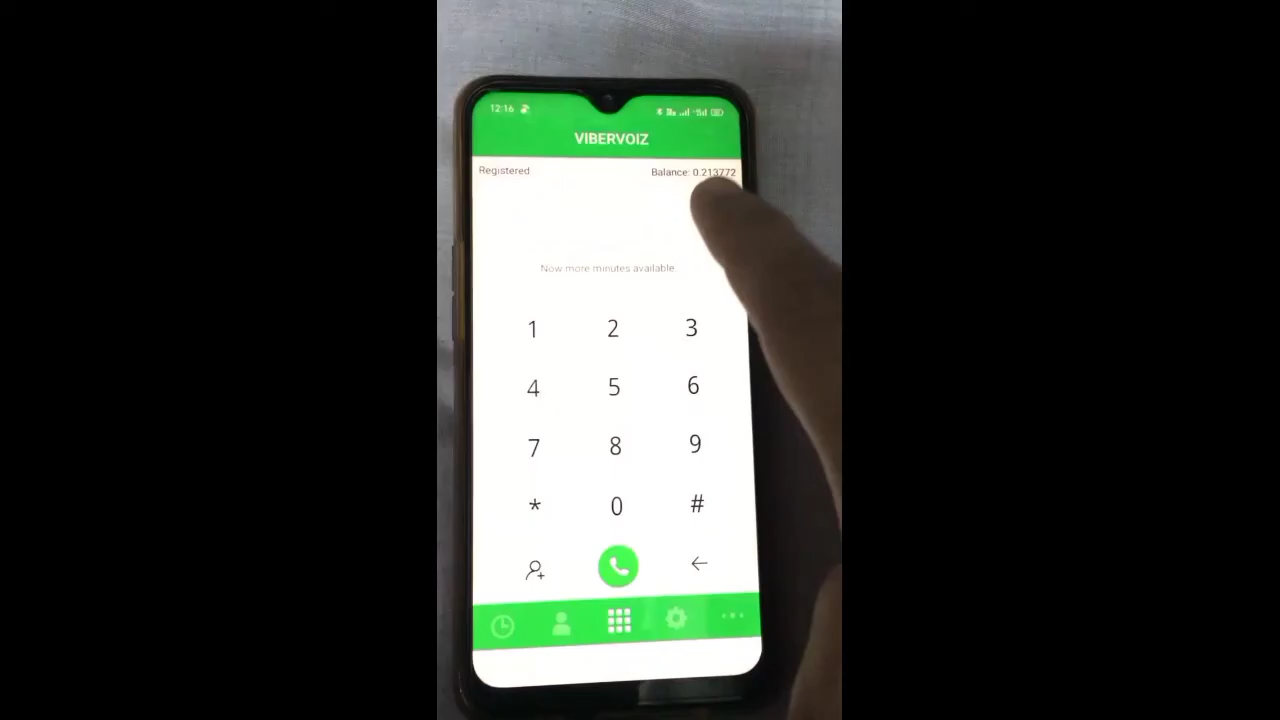 12:16
VIBERVOIZ
Registered
Balance: 0.213772
Now more minutes available.
1 2 3
4 5 6
7 8 9
* 0 #